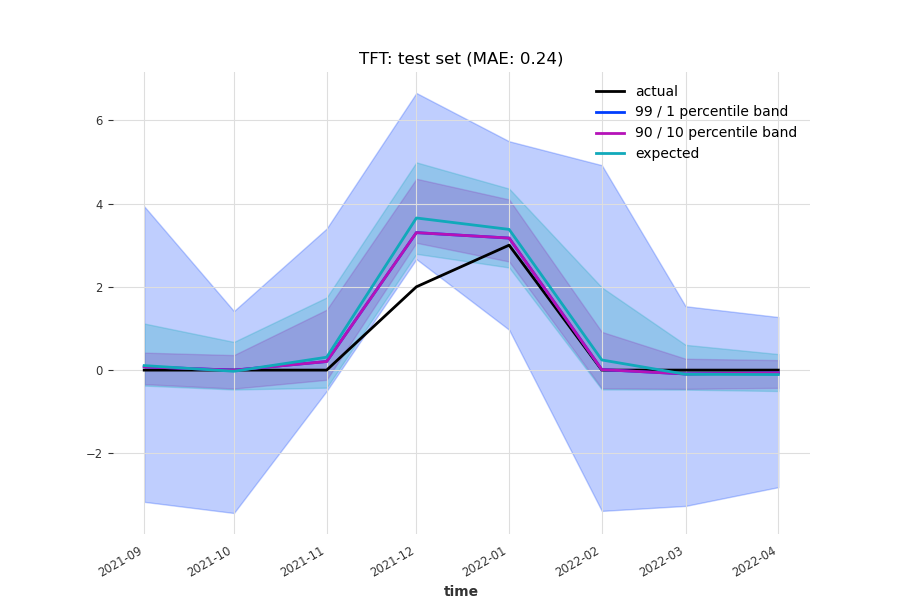 TFT: test set (MAE: 0.24)
actual
99 / 1 percentile band
90 / 10 percentile band
expected
6
4
2
0
−2
2021-09
2021-10
2021-11
2021-12
2022-01
2022-02
2022-03
2022-04
time